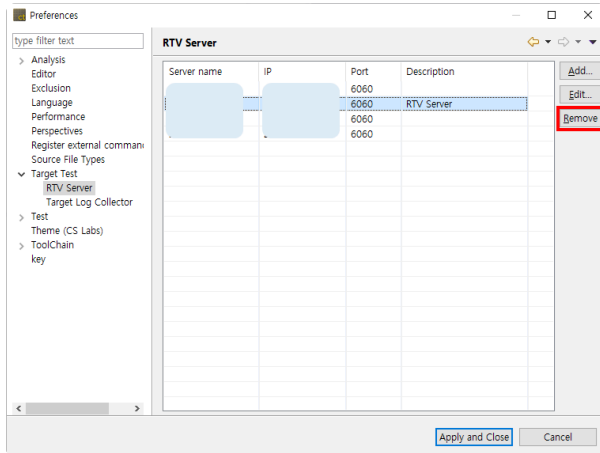 Preferences
type filter text
Analysis
Editor
Exclusion
Language
Performance
Perspectives
Register external comman
Source File Types
Target Test
RTV Server
Target Log Collector
Test
Theme (CS Labs)
ToolChain
key
RTV Server
Server name IP Port Description
6060
6060 RTV Server
6060
6060
Add...
Edit...
Remove
Apply and Close Cancel